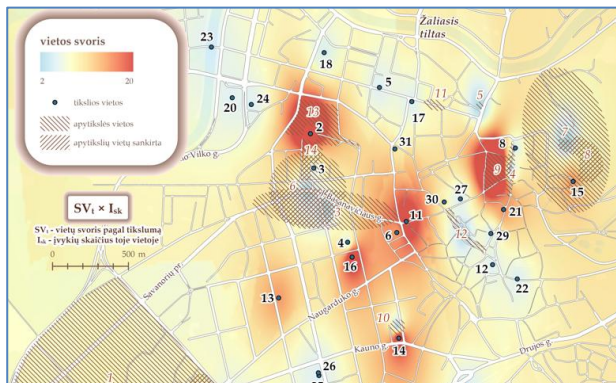 vietos svoris
2 20
tikslios vietos
apytikslės vietos
apytikslių vietų sankirta
SVₜ × Iₛₖ
SVₜ - vietų svoris pagal tikslumą
Iₛₖ - įvykių skaičius toje vietoje
0 500 m
Žaliasis
tiltas
23
18
5
20
24
11
17
5
13
2
14
31
8
7
8
3
9
4
15
6
30
27
11
21
6
12
29
4
16
12
22
Savanorių pr.
13
Naugarduko g.
10
14
Kauno g.
Drujos g.
1
26